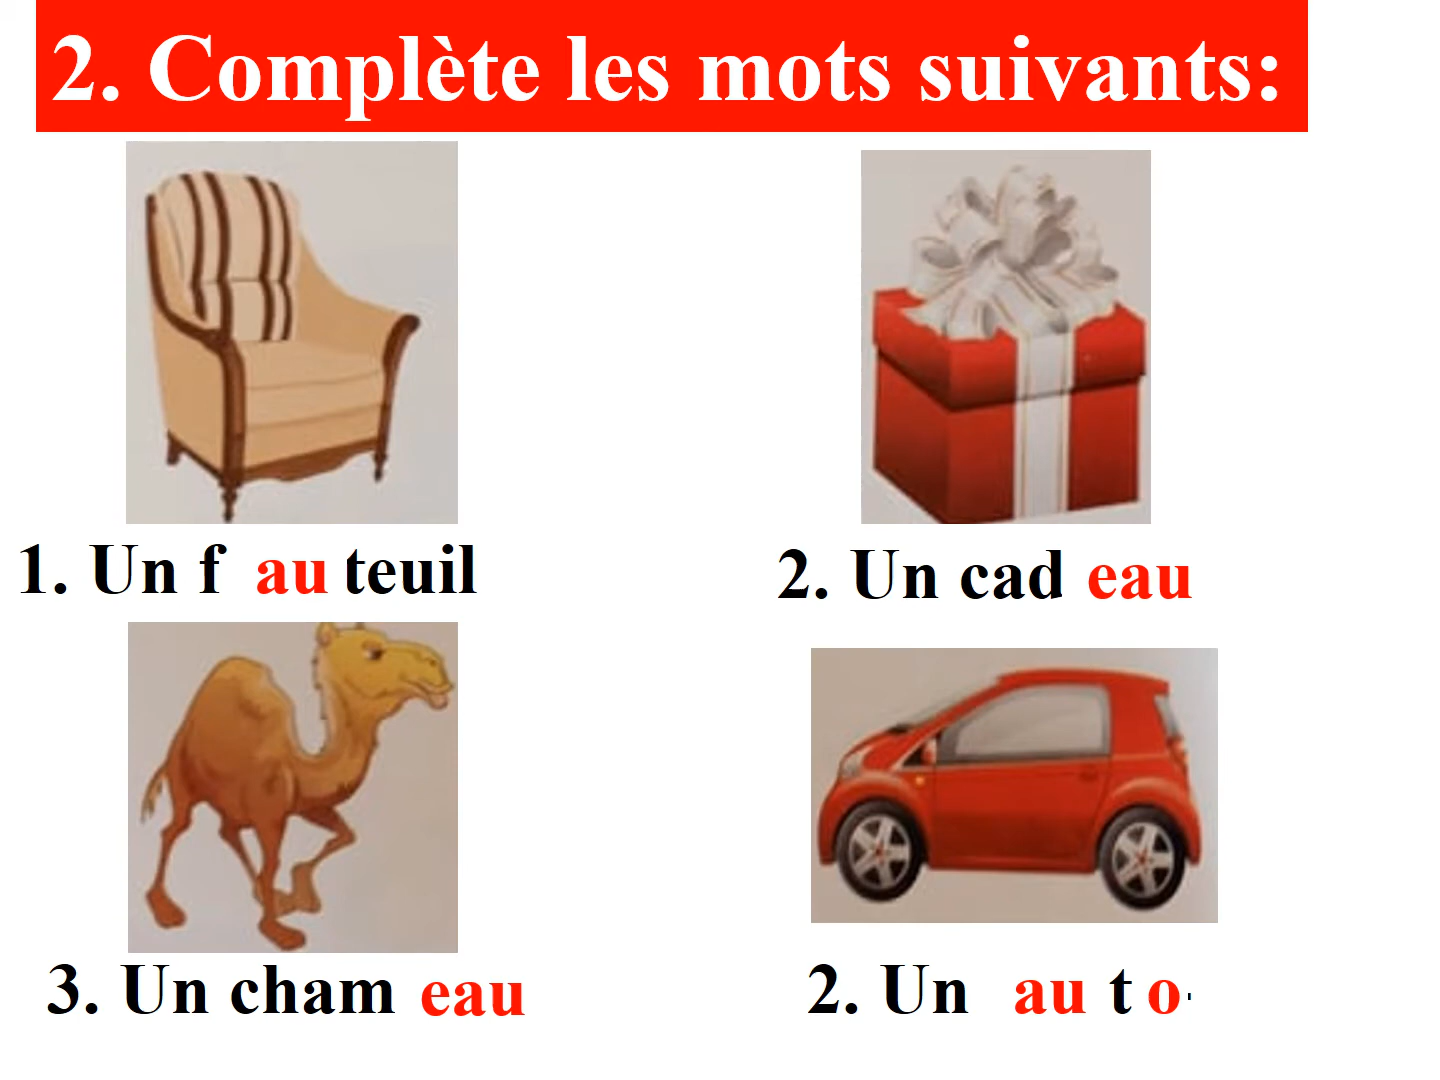 2. Complète les mots suivants:
1. Un f au teuil
2. Un cad eau
3. Un cham eau
2. Un au t o